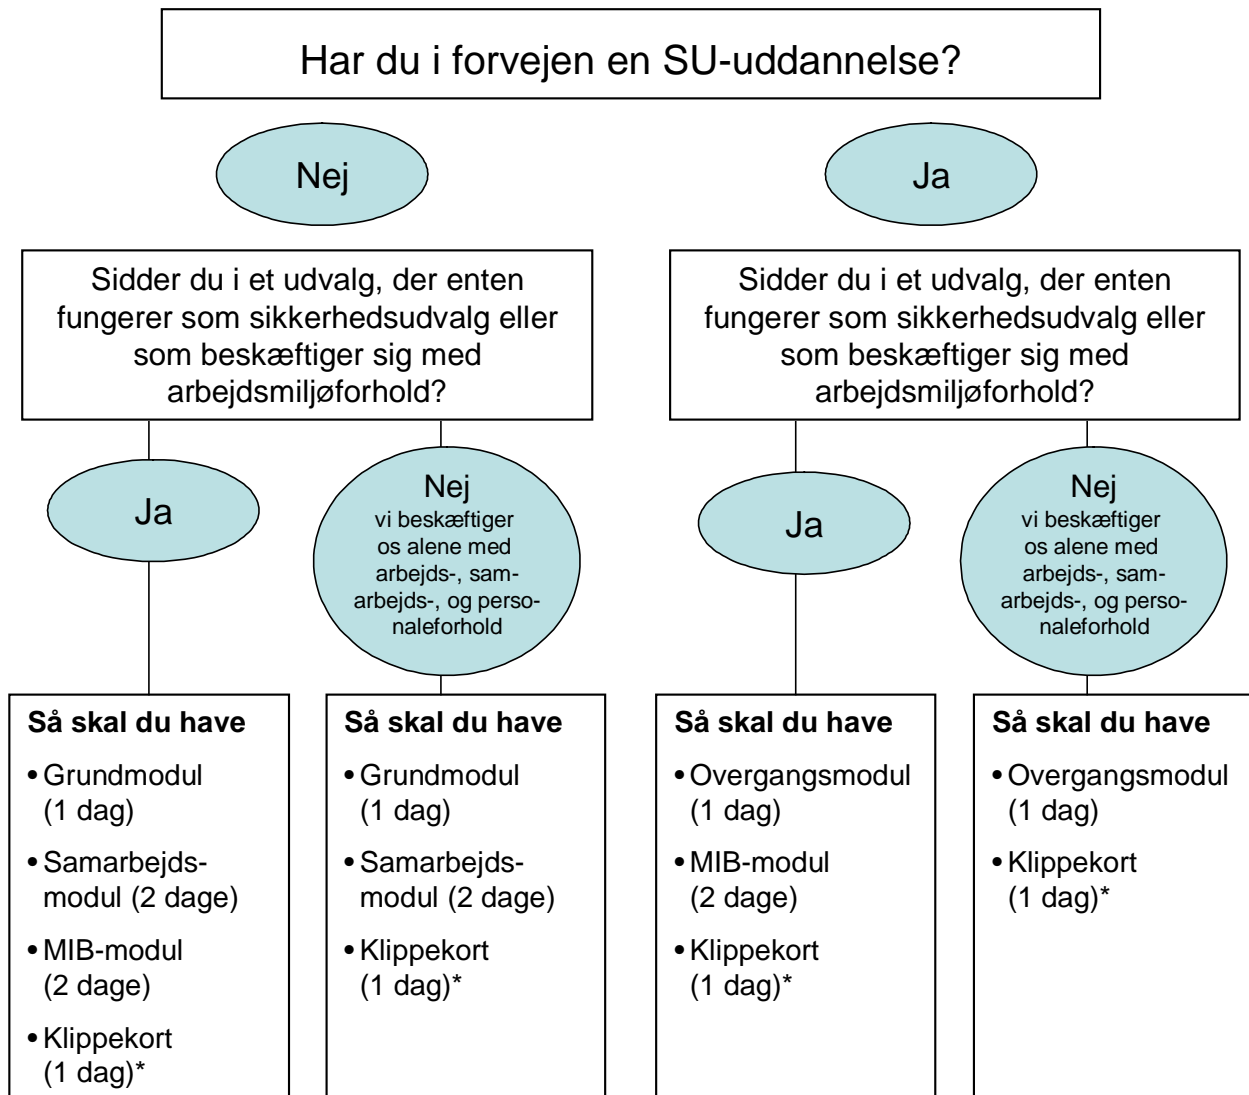 Har du i forvejen en SU-uddannelse?
Nej
Ja
Sidder du i et udvalg, der enten
fungerer som sikkerhedsudvalg eller
som beskæftiger sig med
arbejdsmiljøforhold?
Sidder du i et udvalg, der enten
fungerer som sikkerhedsudvalg eller
som beskæftiger sig med
arbejdsmiljøforhold?
Ja
Nej
vi beskæftiger
os alene med
arbejds-, sam-
arbejds-, og perso-
naleforhold
Ja
Nej
vi beskæftiger
os alene med
arbejds-, sam-
arbejds-, og perso-
naleforhold
Så skal du have
• Grundmodul
(1 dag)
• Samarbejds-
modul (2 dage)
• MIB-modul
(2 dage)
• Klippekort
(1 dag)*
Så skal du have
• Grundmodul
(1 dag)
• Samarbejds-
modul (2 dage)
• Klippekort
(1 dag)*
Så skal du have
• Overgangsmodul
(1 dag)
• MIB-modul
(2 dage)
• Klippekort
(1 dag)*
Så skal du have
• Overgangsmodul
(1 dag)
• Klippekort
(1 dag)*